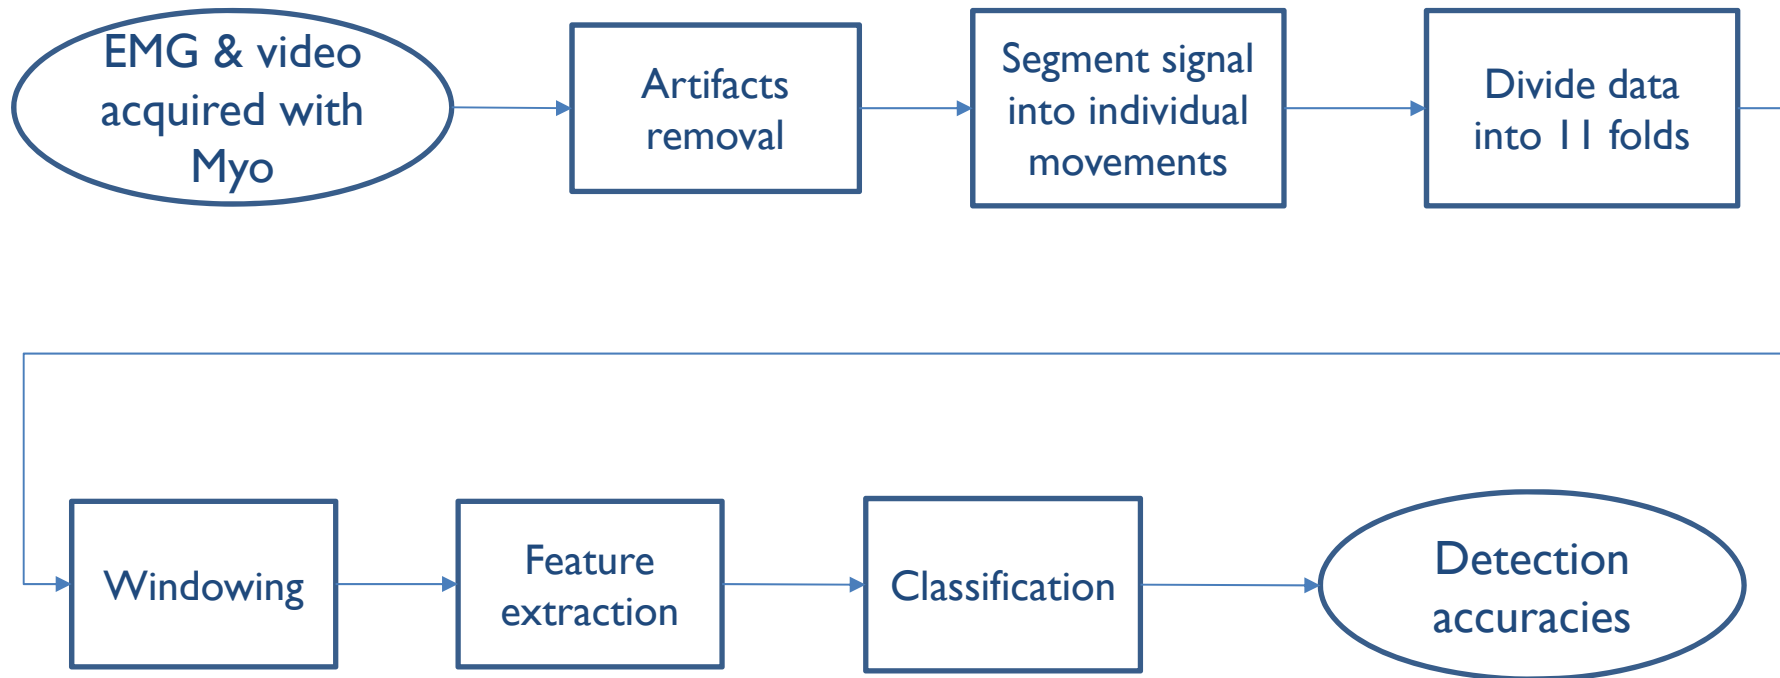 EMG & video
acquired with
Myo
Artifacts
removal
Segment signal
into individual
movements
Divide data
into 11 folds
Windowing
Feature
extraction
Classification
Detection
accuracies